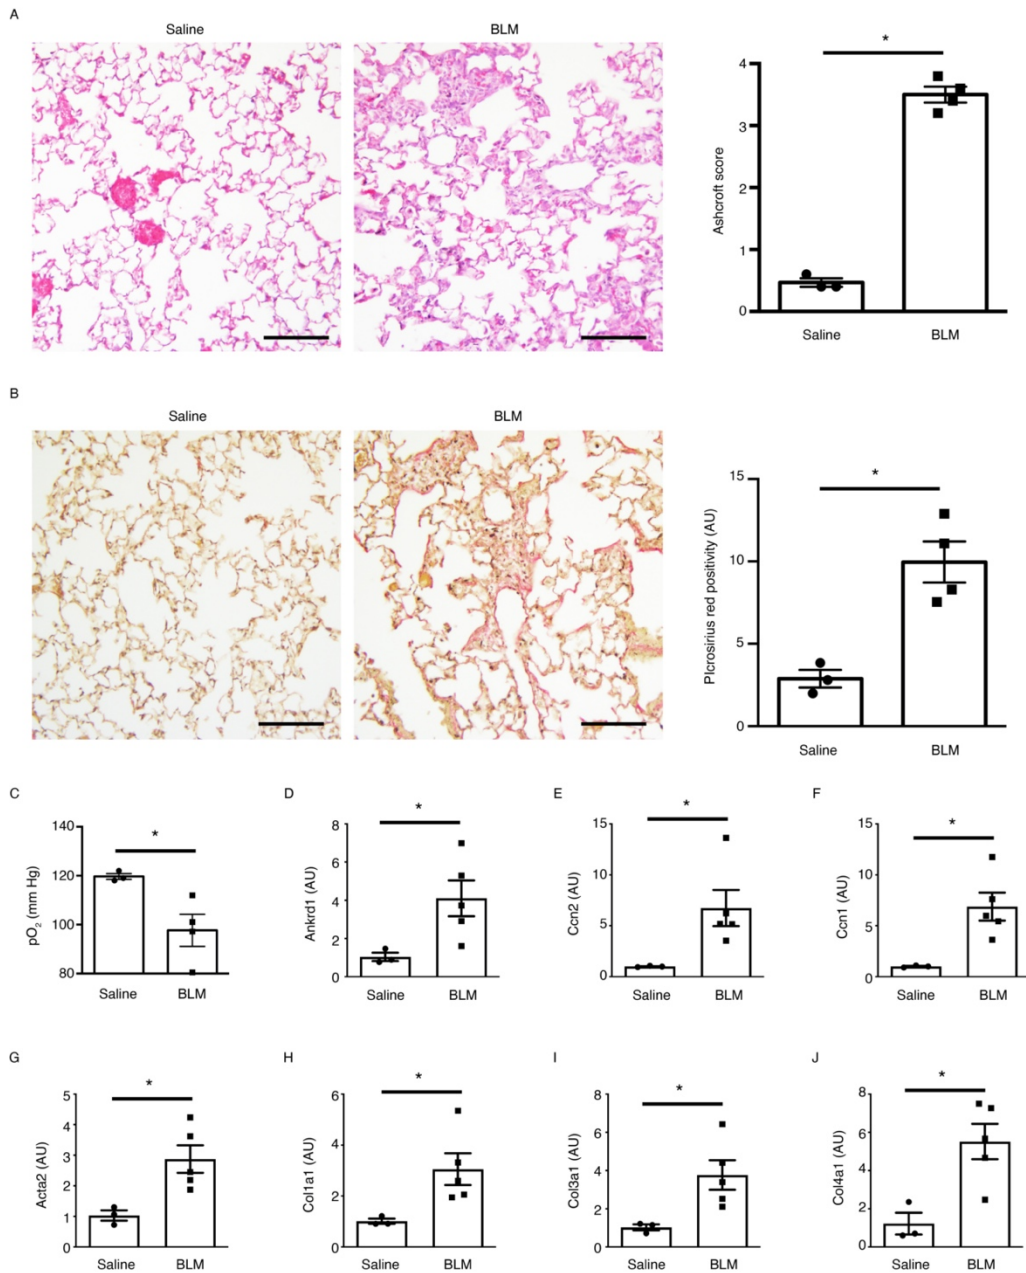 A
Saline
BLM
*
4
3
4
1
0
Ashcroft score
Saline
BLM
B
Saline
BLM
*
15
10
5
0
PIcrosirius red positivity (AU)
Saline
BLM
C
*
140
120
100
80
pO2 (mm Hg)
Saline
BLM
D
*
8
6
4
2
0
Ankrd1 (AU)
Saline
BLM
E
*
15
10
5
0
Ccn2 (AU)
Saline
BLM
F
*
15
10
5
0
Ccn1 (AU)
Saline
BLM
G
*
5
4
3
2
1
0
Acta2 (AU)
Saline
BLM
H
*
6
4
2
0
Col1a1 (AU)
Saline
BLM
I
*
8
6
4
2
0
Col3a1 (AU)
Saline
BLM
J
*
8
6
4
2
0
Col4a1 (AU)
Saline
BLM